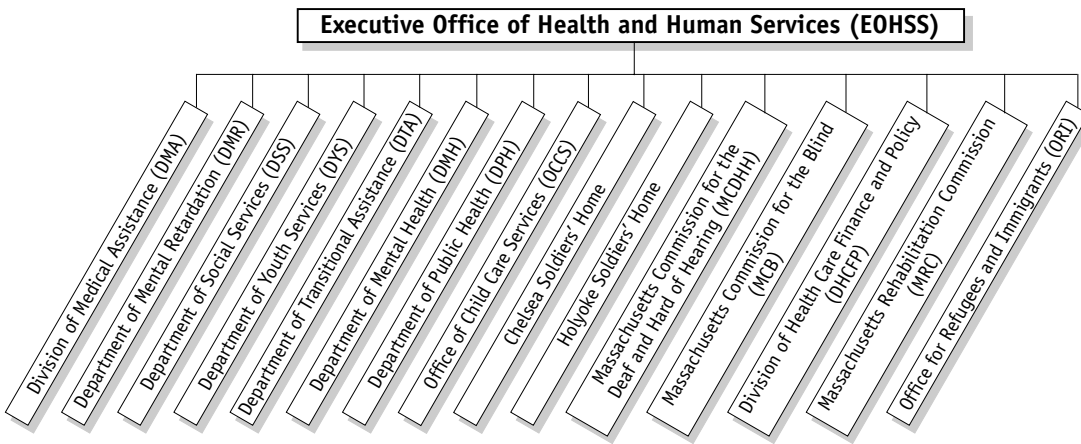 Executive Office of Health and Human Services (EOHSS)
Division of Medical Assistance (DMA)
Department of Mental Retardation (DMR)
Department of Social Services (DSS)
Department of Youth Services (DYS)
Department of Transitional Assistance (DTA)
Department of Mental Health (DMH)
Department of Public Health (DPH)
Office of Child Care Services (OCCS)
Chelsea Soldiers’ Home
Holyoke Soldiers’ Home
Massachusetts Commission for the
Deaf and Hard of Hearing (MCDHH)
Massachusetts Commission for the Blind
(MCB)
Division of Health Care Finance and Policy
(DHCFP)
Massachusetts Rehabilitation Commission
(MRC)
Office for Refugees and Immigrants (ORI)